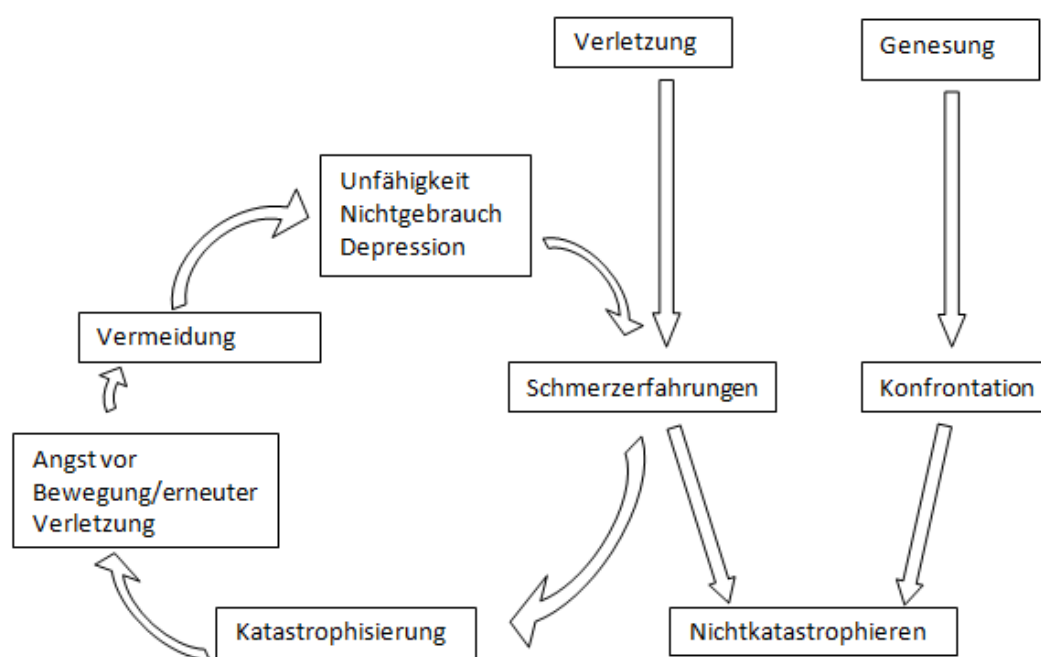 Verletzung
Genesung
Unfähigkeit
Nichtgebrauch
Depression
Vermeidung
Schmerzerfahrungen
Konfrontation
Angst vor
Bewegung/erneuter
Verletzung
Katastrophisierung
Nichtkatastrophieren